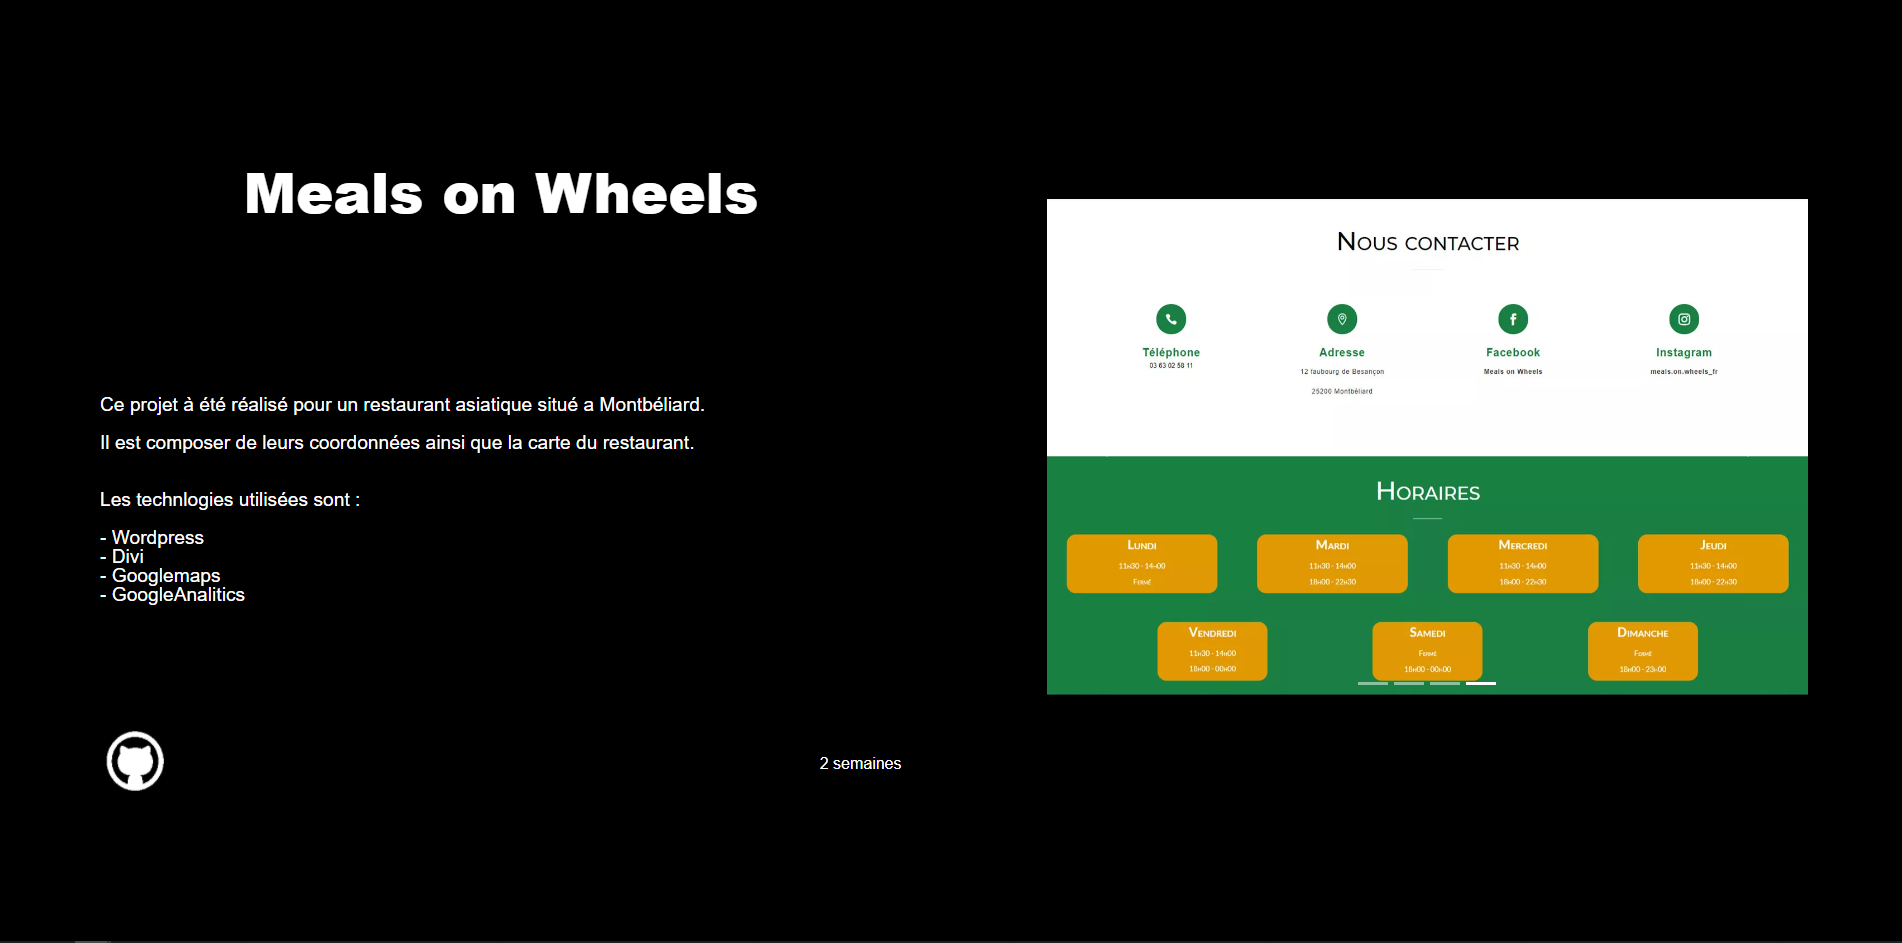 Meals on Wheels
Ce projet à été réalisé pour un restaurant asiatique situé a Montbéliard.
Il est composer de leurs coordonnées ainsi que la carte du restaurant.
Les technlogies utilisées sont :
- Wordpress
- Divi
- Googlemaps
- GoogleAnalitics
2 semaines
Nous contacter
Téléphone
03 63 02 58 11
Adresse
12 faubourg de Besançon
25200 Montbéliard
Facebook
Meals on Wheels
Instagram
meals.on.wheels_fr
Horaires
Lundi
11h30 - 14h00
Fermé
Mardi
11h30 - 14h00
18h00 - 22h30
Mercredi
11h30 - 14h00
18h00 - 22h30
Jeudi
11h30 - 14h00
18h00 - 22h30
Vendredi
11h30 - 14h00
18h00 - 00h00
Samedi
Fermé
18h00 - 00h00
Dimanche
Fermé
18h00 - 23h00